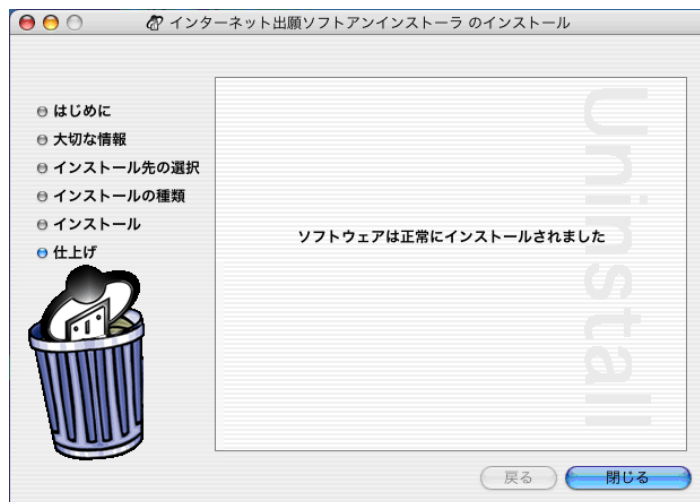 インターネット出願ソフトアンインストーラ のインストール
はじめに
大切な情報
インストール先の選択
インストールの種類
インストール
仕上げ
Uninstall
ソフトウェアは正常にインストールされました
戻る
閉じる